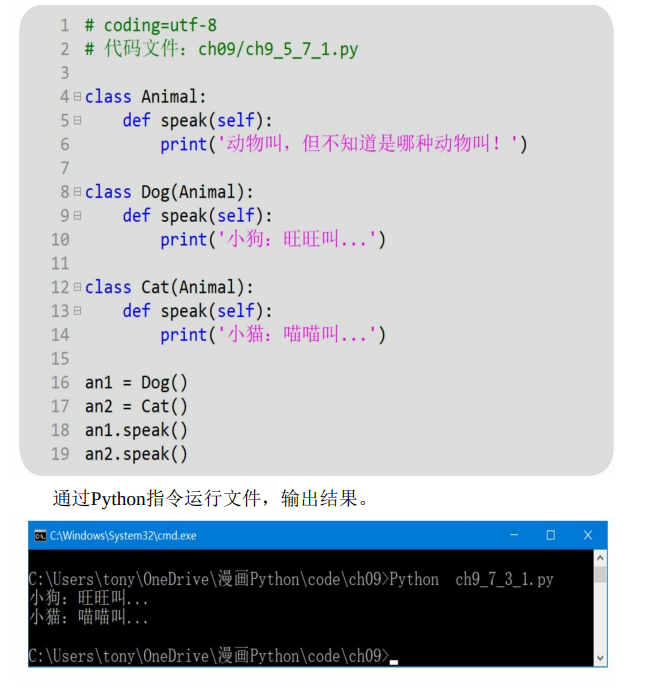 1 # coding=utf-8
2 # 代码文件：ch09/ch9_5_7_1.py
3
4 class Animal:
5     def speak(self):
6         print('动物叫，但不知道是哪种动物叫！')
7
8 class Dog(Animal):
9     def speak(self):
10         print('小狗：旺旺叫...')
11
12 class Cat(Animal):
13     def speak(self):
14         print('小猫：喵喵叫...')
15
16 an1 = Dog()
17 an2 = Cat()
18 an1.speak()
19 an2.speak()
通过Python指令运行文件，输出结果。
C:\Windows\System32\cmd.exe
C:\Users\tony\OneDrive\漫画Python\code\ch09>Python  ch9_7_3_1.py
小狗：旺旺叫...
小猫：喵喵叫...
C:\Users\tony\OneDrive\漫画Python\code\ch09>